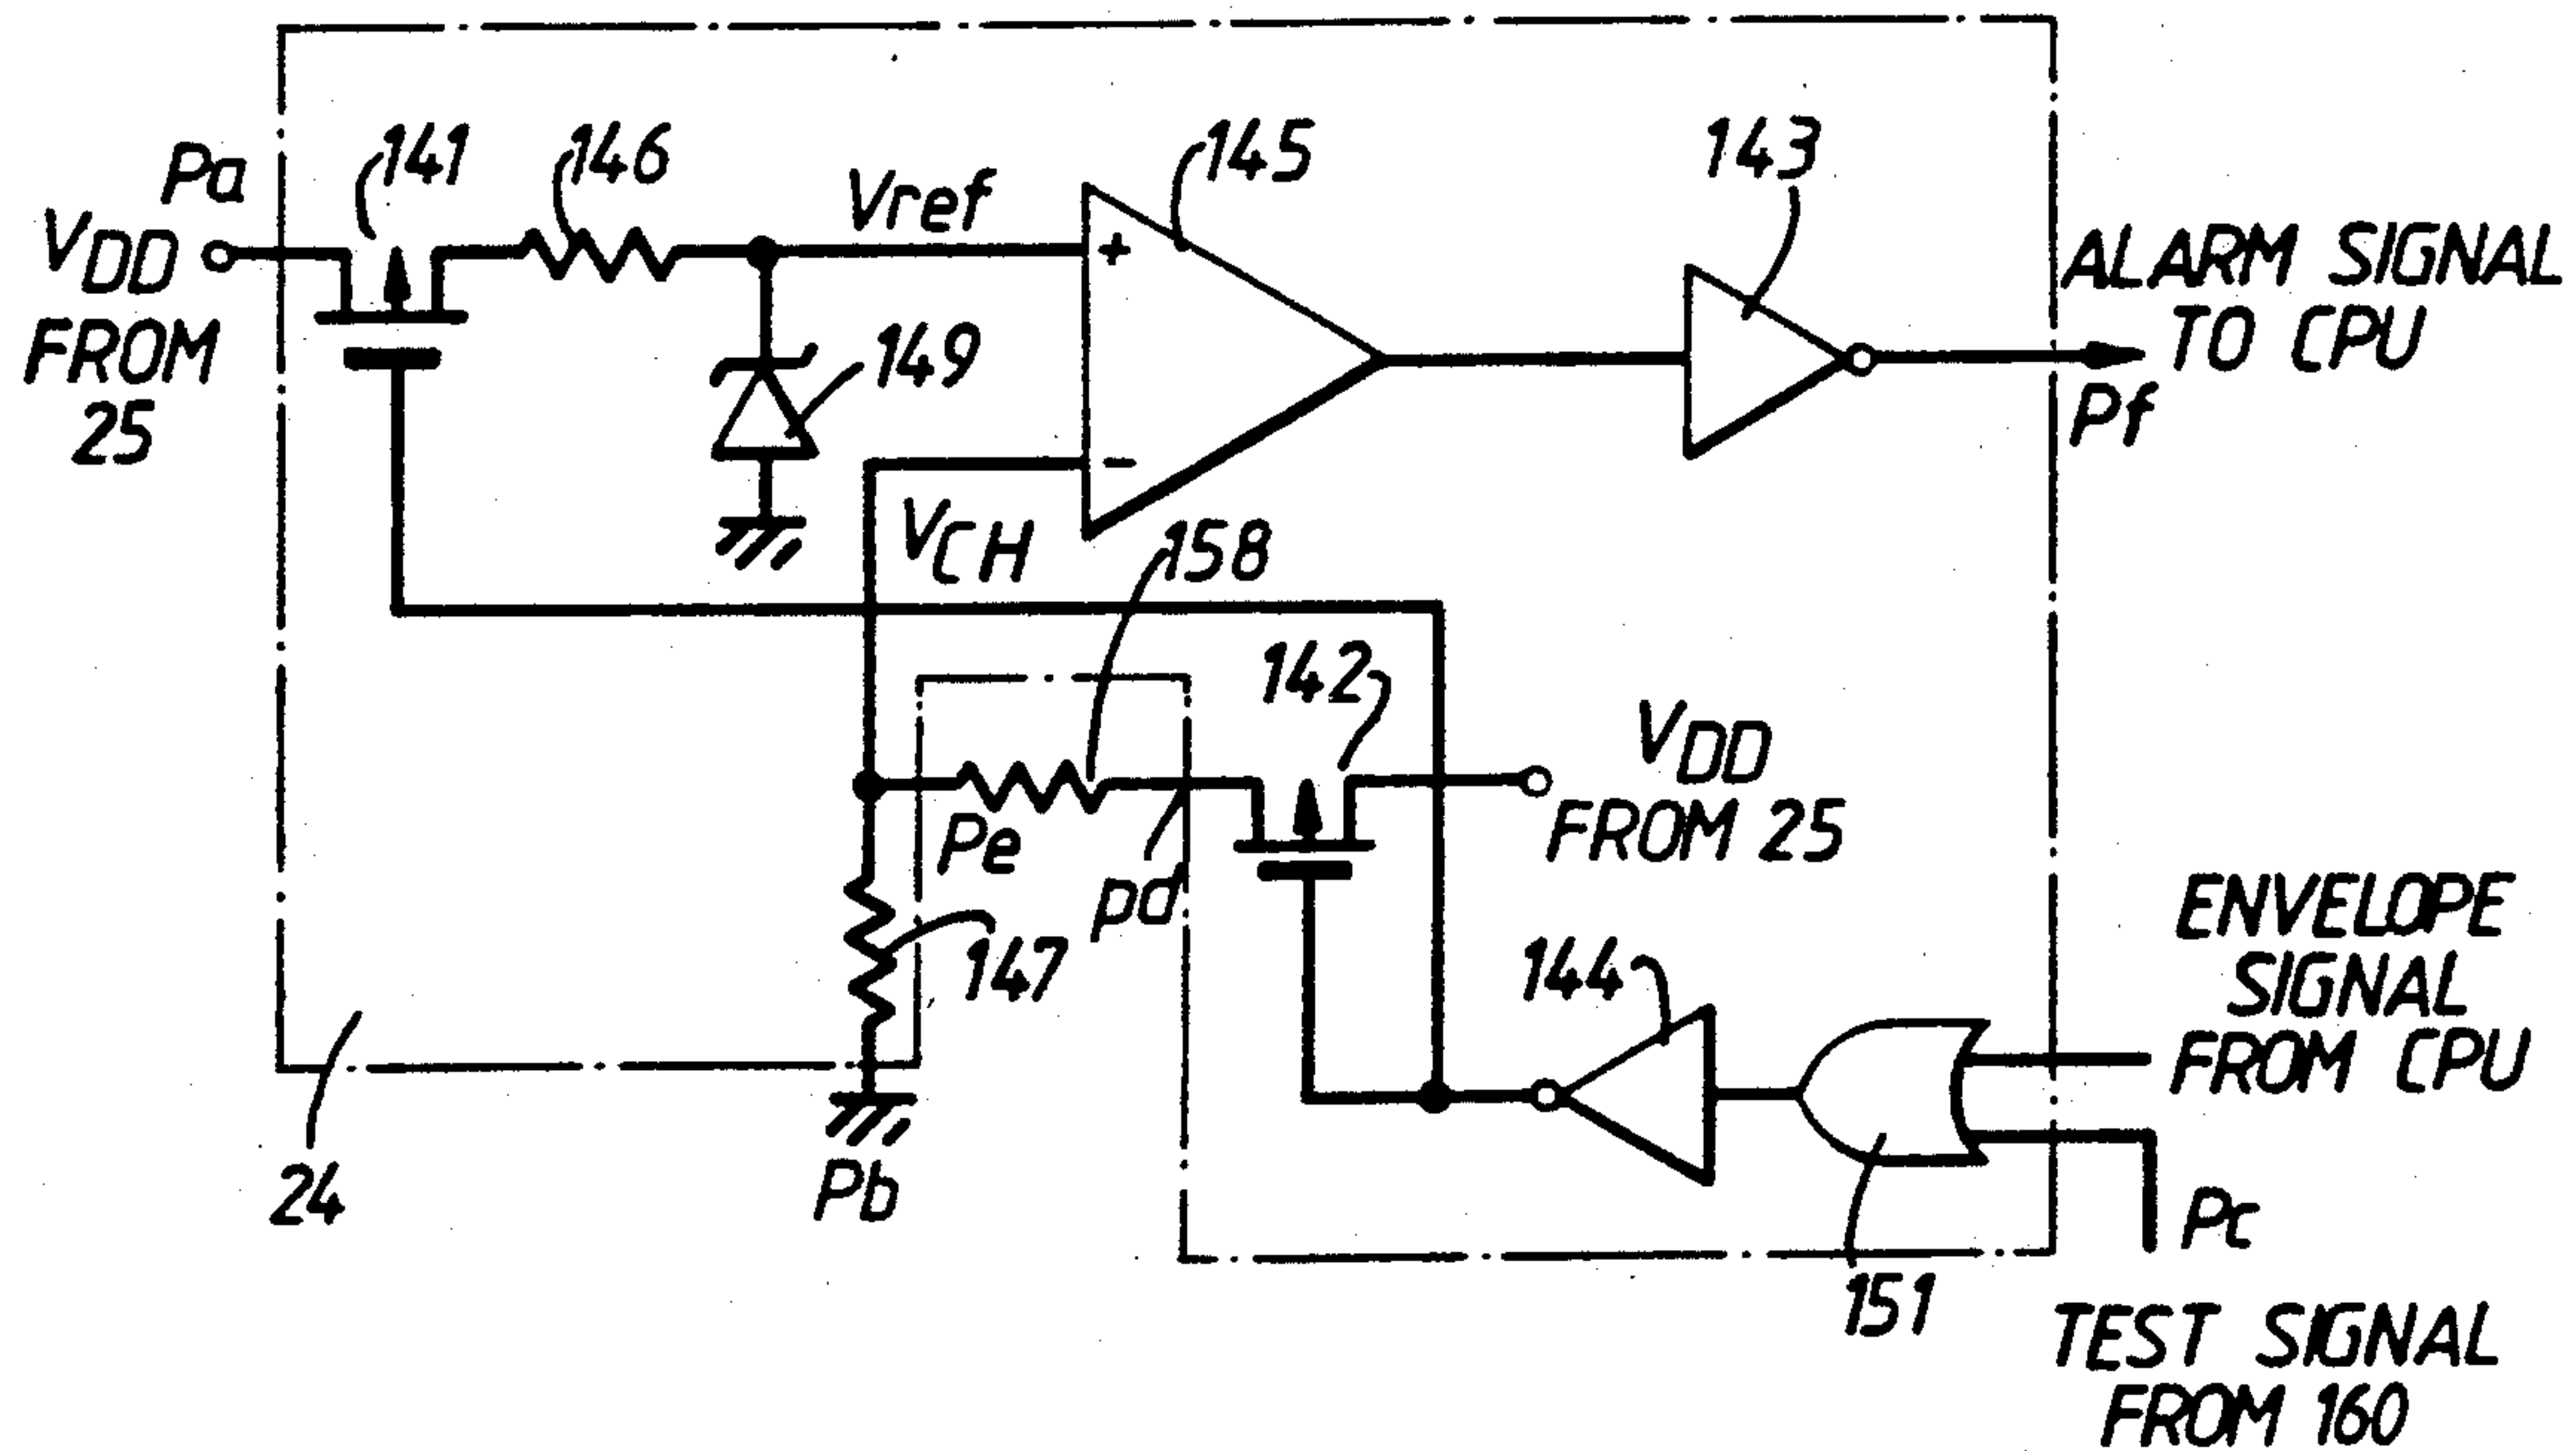 Pa
VDD
FROM
25
141
146
Vref
145
143
ALARM SIGNAL
TO CPU
Pf
149
+
-
VCH
158
142
VDD
FROM 25
Pe
pd
147
144
ENVELOPE
SIGNAL
FROM CPU
24
Pb
Pc
151
TEST SIGNAL
FROM 160